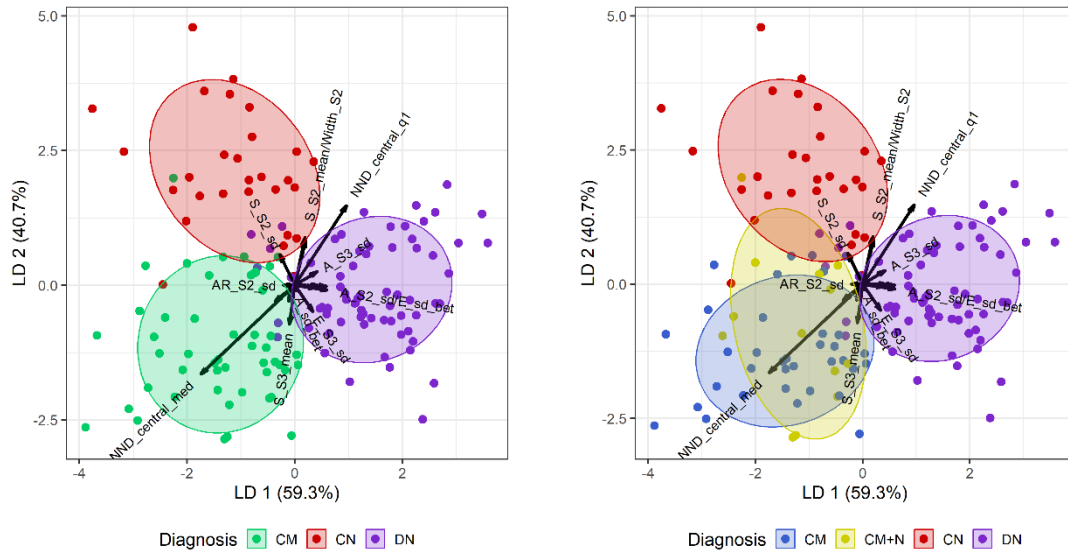 5.0
2.5
0.0
-2.5
-4
-2
0
2
LD 2 (40.7%)
LD 1 (59.3%)
S_S2_mean/Width_S2
NND_central_q1
S_S2_sd
A_S3_sd
AR_S2_sd
A_S2_sd/E_sd_bet
E_S3_sd
S_S3_mean
NND_central_med
Diagnosis CM CN DN
5.0
2.5
0.0
-2.5
-4
-2
0
2
LD 2 (40.7%)
LD 1 (59.3%)
S_S2_mean/Width_S2
NND_central_q1
S_S2_sd
A_S3_sd
AR_S2_sd
A_S2_sd/E_sd_bet
E_S3_sd
S_S3_mean
NND_central_med
Diagnosis CM CM+N CN DN